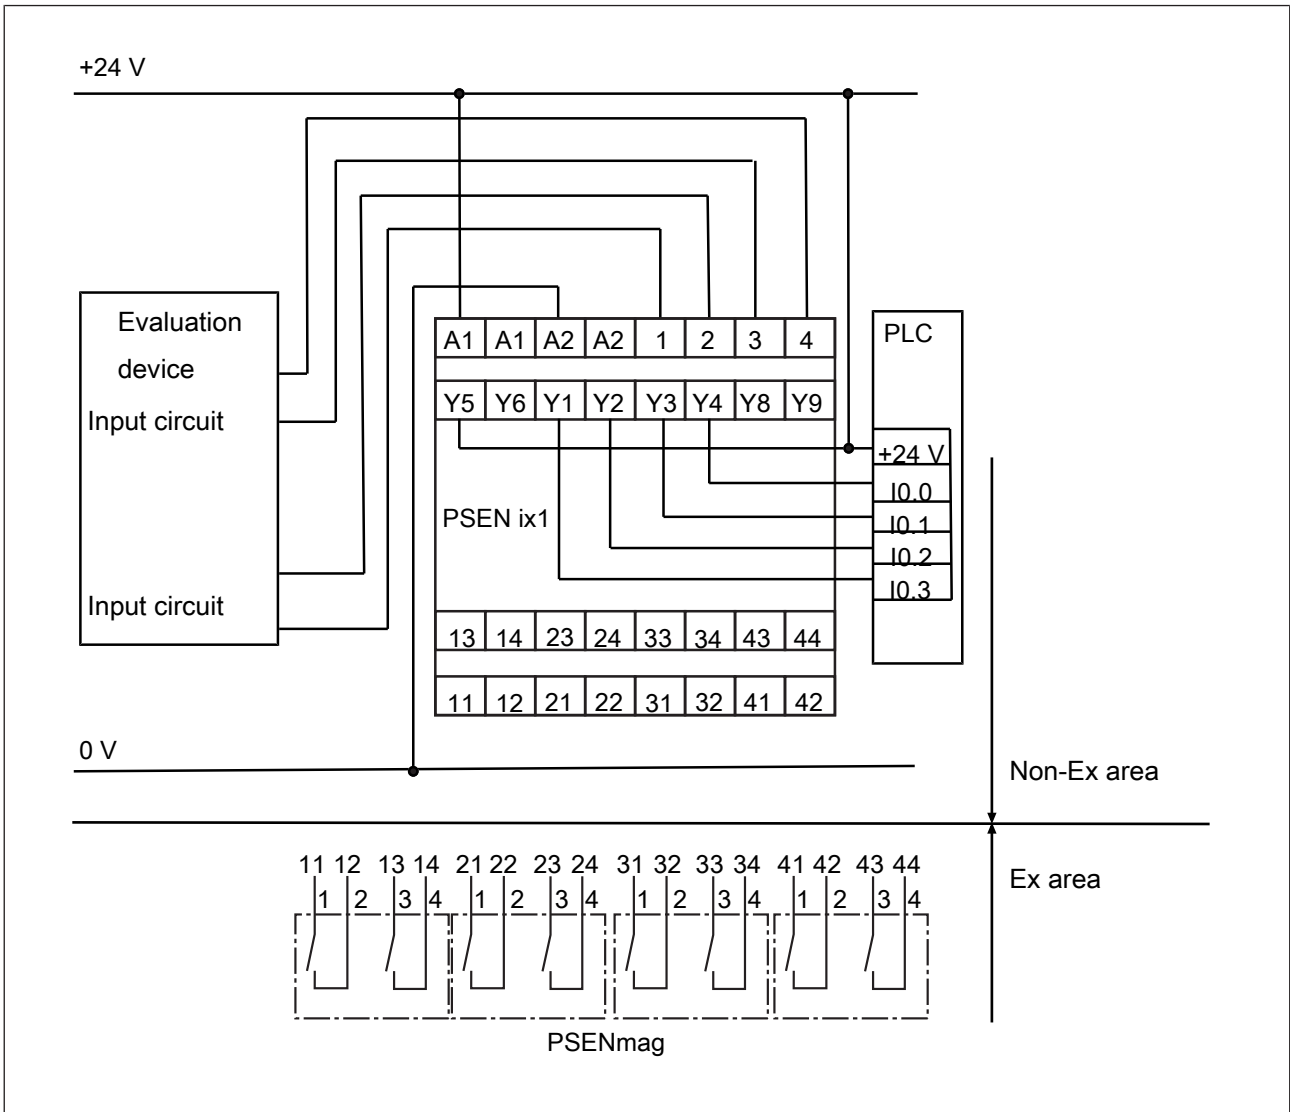 +24 V
Evaluation
device
Input circuit
Input circuit
A1 A1 A2 A2 1 2 3 4
Y5 Y6 Y1 Y2 Y3 Y4 Y8 Y9
PSEN ix1
13 14 23 24 33 34 43 44
11 12 21 22 31 32 41 42
PLC
+24 V
I0.0
I0.1
I0.2
I0.3
0 V
Non-Ex area
Ex area
11 12 13 14 21 22 23 24 31 32 33 34 41 42 43 44
1 2 3 4 1 2 3 4 1 2 3 4 1 2 3 4
PSENmag